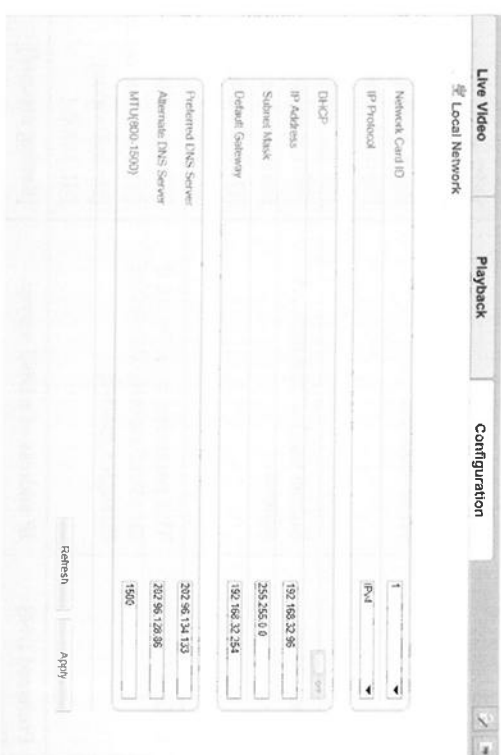 Live Video Playback Configuration
Local Network
Network Card ID 1
IP Protocol IPv4
DHCP OFF
IP Address 192.168.32.96
Subnet Mask 255.255.0.0
Default Gateway 192.168.32.254
Preferred DNS Server 202.96.134.133
Alternate DNS Server 202.96.128.86
MTU(800-1500) 1500
Refresh Apply